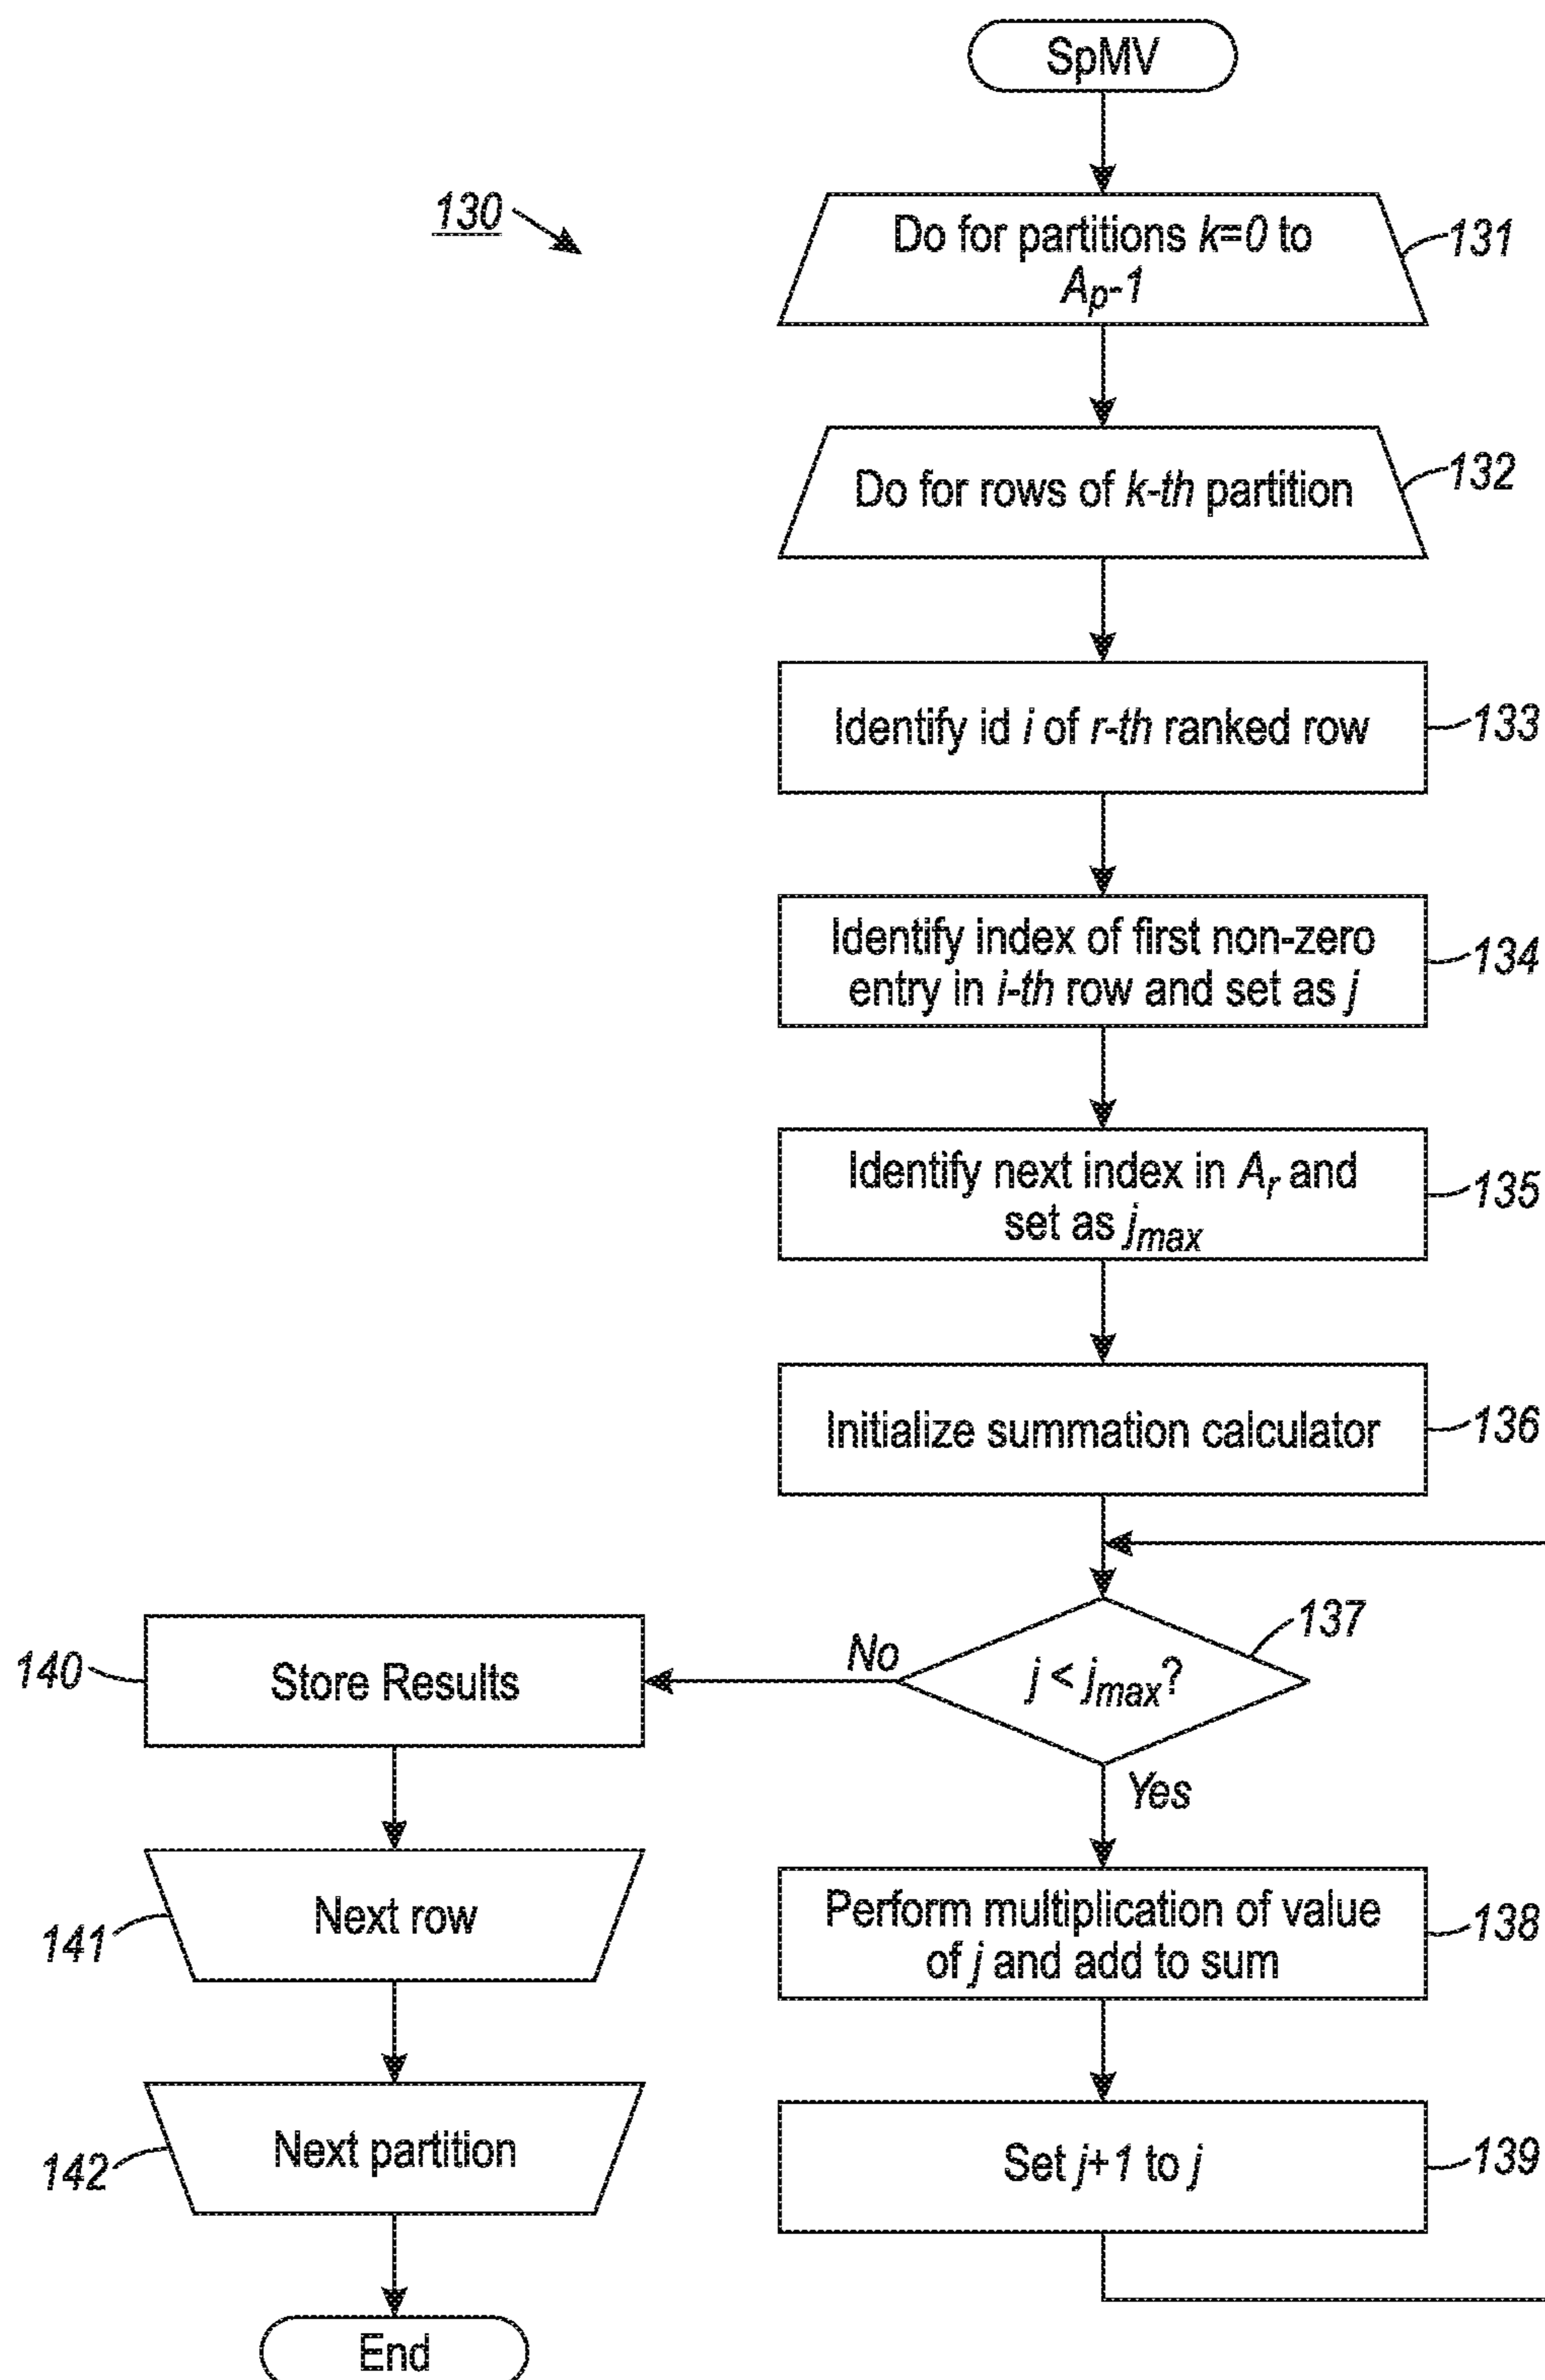 SpMV
130
Do for partitions k=0 to
Ap-1
131
Do for rows of k-th partition
132
Identify id i of r-th ranked row
133
Identify index of first non-zero
entry in i-th row and set as j
134
Identify next index in Ar and
set as jmax
135
Initialize summation calculator
136
j < jmax?
137
No
Yes
140
Store Results
Perform multiplication of value
of j and add to sum
138
141
Next row
Set j+1 to j
139
142
Next partition
End